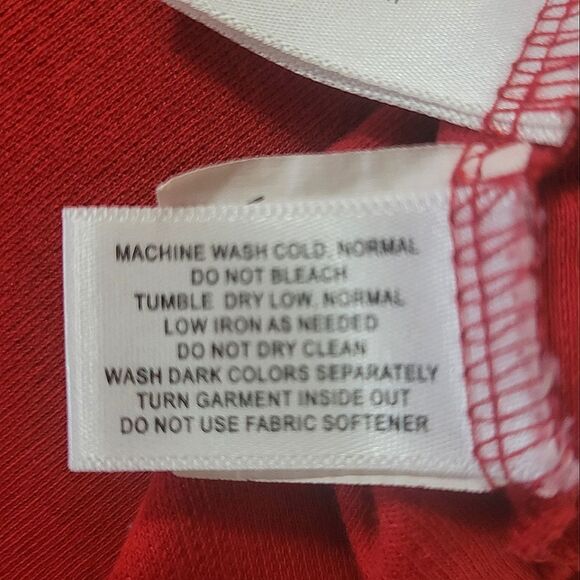 MACHINE WASH COLD, NORMAL
DO NOT BLEACH
TUMBLE DRY LOW, NORMAL
LOW IRON AS NEEDED
DO NOT DRY CLEAN
WASH DARK COLORS SEPARATELY
TURN GARMENT INSIDE OUT
DO NOT USE FABRIC SOFTENER